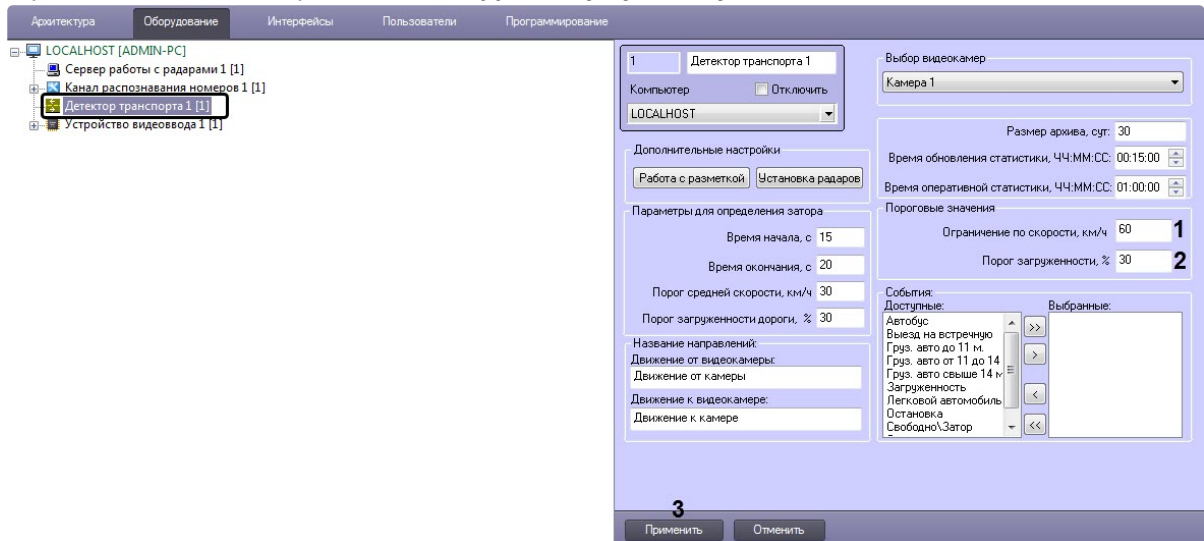 Архитектура Оборудование Интерфейсы Пользователи Программирование
LOCALHOST [ADMIN-PC]
Сервер работы с радарами 1 [1]
Канал распознавания номеров 1 [1]
Детектор транспорта 1 [1]
Устройство видеоввода 1 [1]
1 Детектор транспорта 1
Компьютер Отключить
LOCALHOST
Дополнительные настройки
Работа с разметкой Установка радаров
Параметры для определения затора
Время начала, с 15
Время окончания, с 20
Порог средней скорости, км/ч 30
Порог загруженности дороги, % 30
Название направлений:
Движение от видеокамеры:
Движение от камеры
Движение к видеокамере:
Движение к камере
Выбор видеокамер
Камера 1
Размер архива, сут: 30
Время обновления статистики, ЧЧ:ММ:СС: 00:15:00
Время оперативной статистики, ЧЧ:ММ:СС: 01:00:00
Пороговые значения
Ограничение по скорости, км/ч 60 1
Порог загруженности, % 30 2
События:
Доступные: Выбранные:
Автобус
Выезд на встречную
Груз. авто до 11 м.
Груз. авто от 11 до 14
Груз. авто свыше 14 м
Загруженность
Легковой автомобиль
Остановка
Свободно\Затор
>>
>
<
<<
3
Применить Отменить